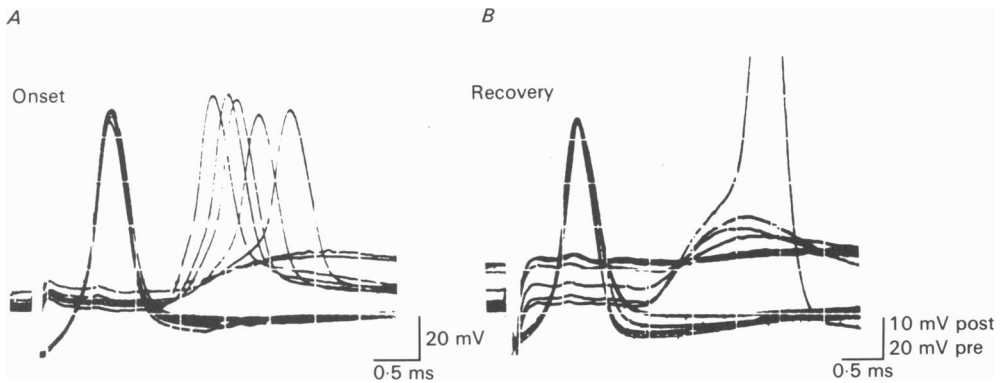 A
B
Onset
Recovery
20 mV
0·5 ms
10 mV post
20 mV pre
0·5 ms